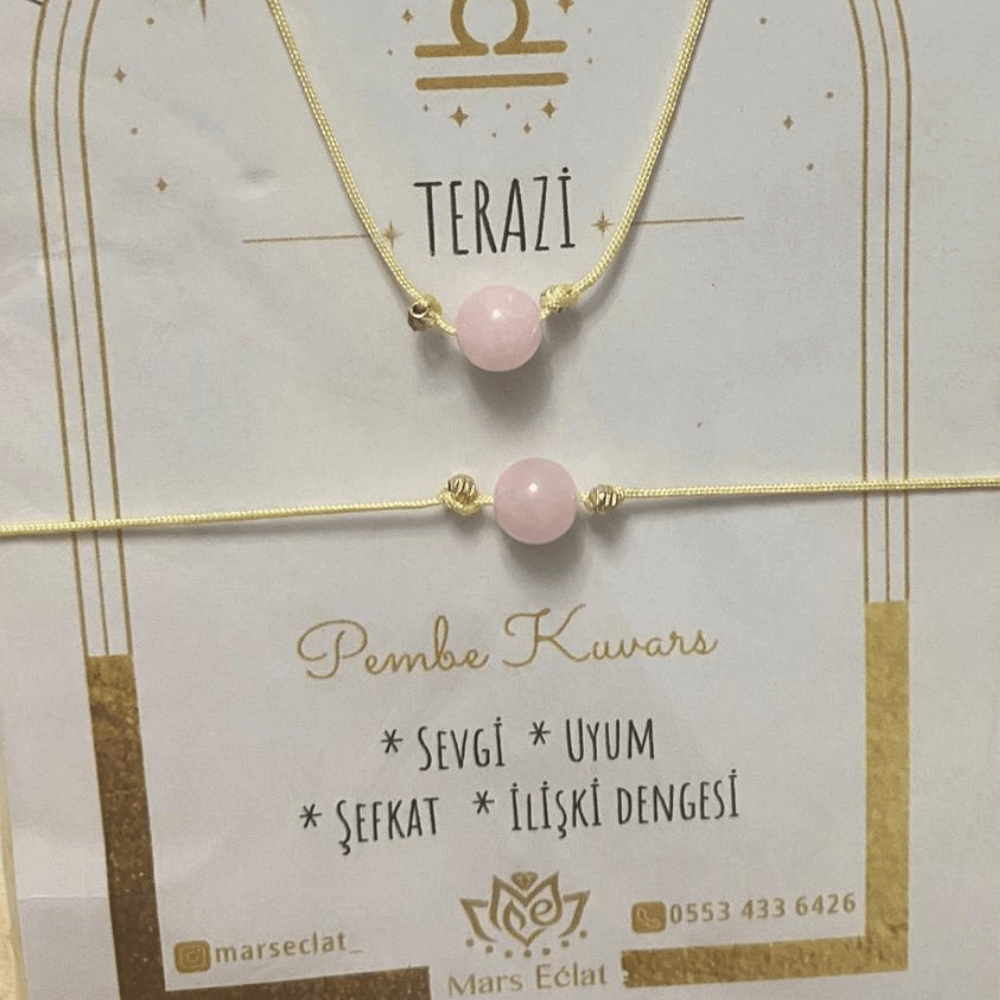 TERAZİ
Pembe Kuvars
* SEVGİ * UYUM
* ŞEFKAT * İLİŞKİ DENGESİ
marseclat_
0553 433 6426
Mars Eclat